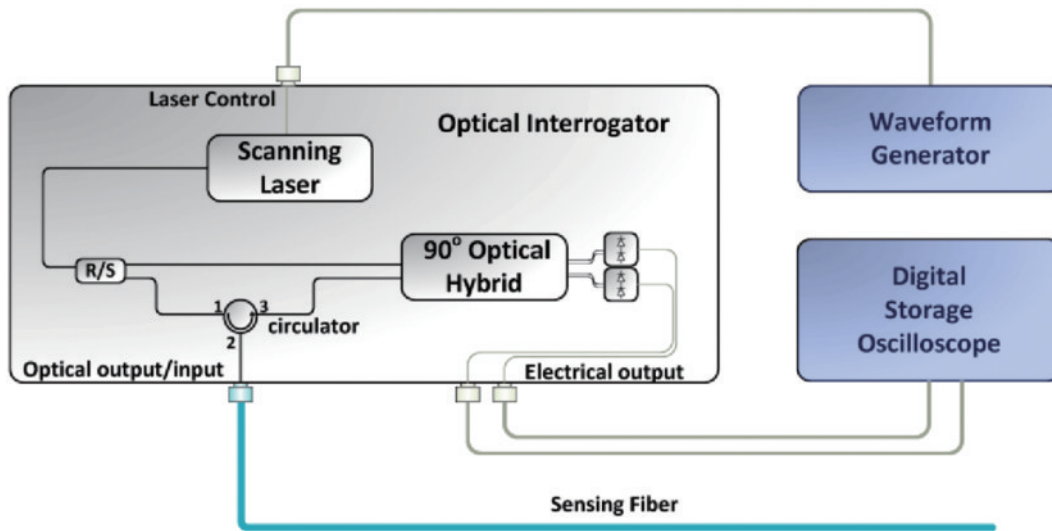 Laser Control
Optical Interrogator
Scanning
Laser
Waveform
Generator
R/S
90° Optical
Hybrid
1
3
circulator
2
Digital
Storage
Oscilloscope
Optical output/input
Electrical output
Sensing Fiber